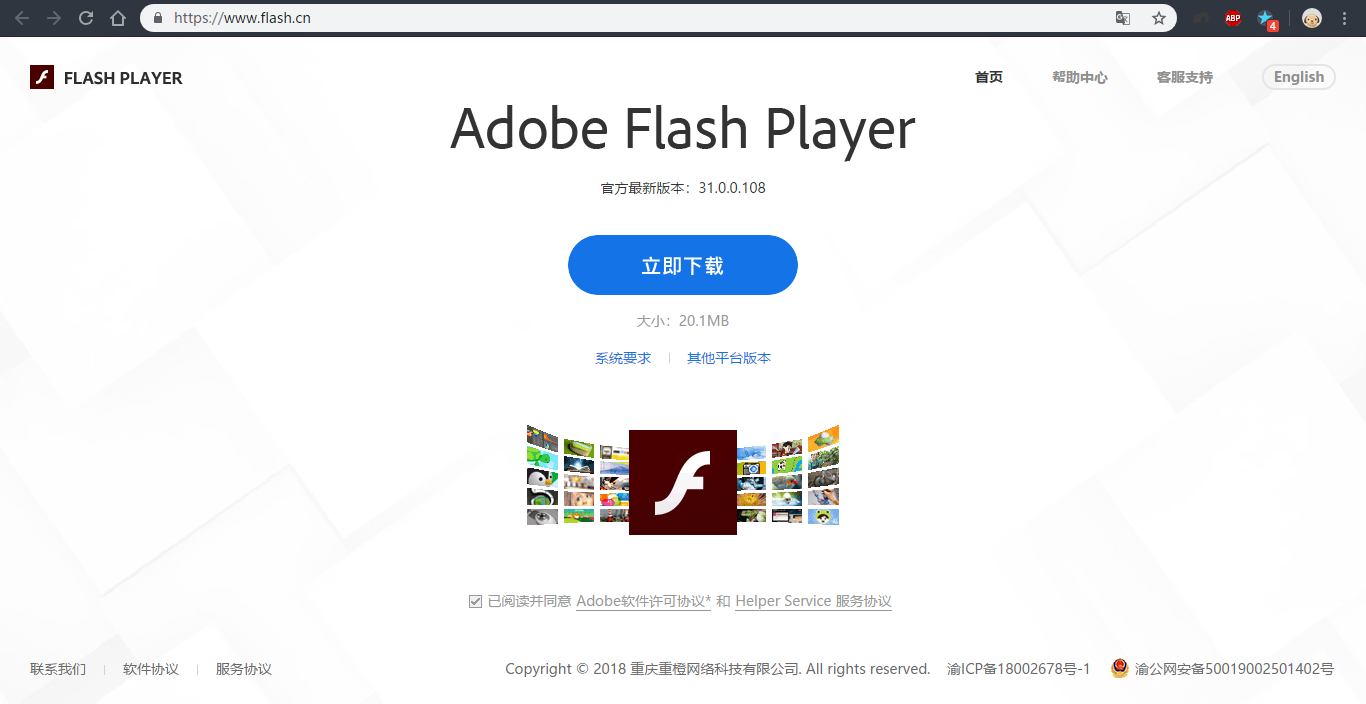 https://www.flash.cn
ABP
4
FLASH PLAYER
首页 帮助中心 客服支持 English
Adobe Flash Player
官方最新版本：31.0.0.108
立即下载
大小：20.1MB
系统要求 | 其他平台版本
已阅读并同意 Adobe软件许可协议* 和 Helper Service 服务协议
联系我们 | 软件协议 | 服务协议 Copyright © 2018 重庆重橙网络科技有限公司. All rights reserved. 渝ICP备18002678号-1 渝公网安备50019002501402号